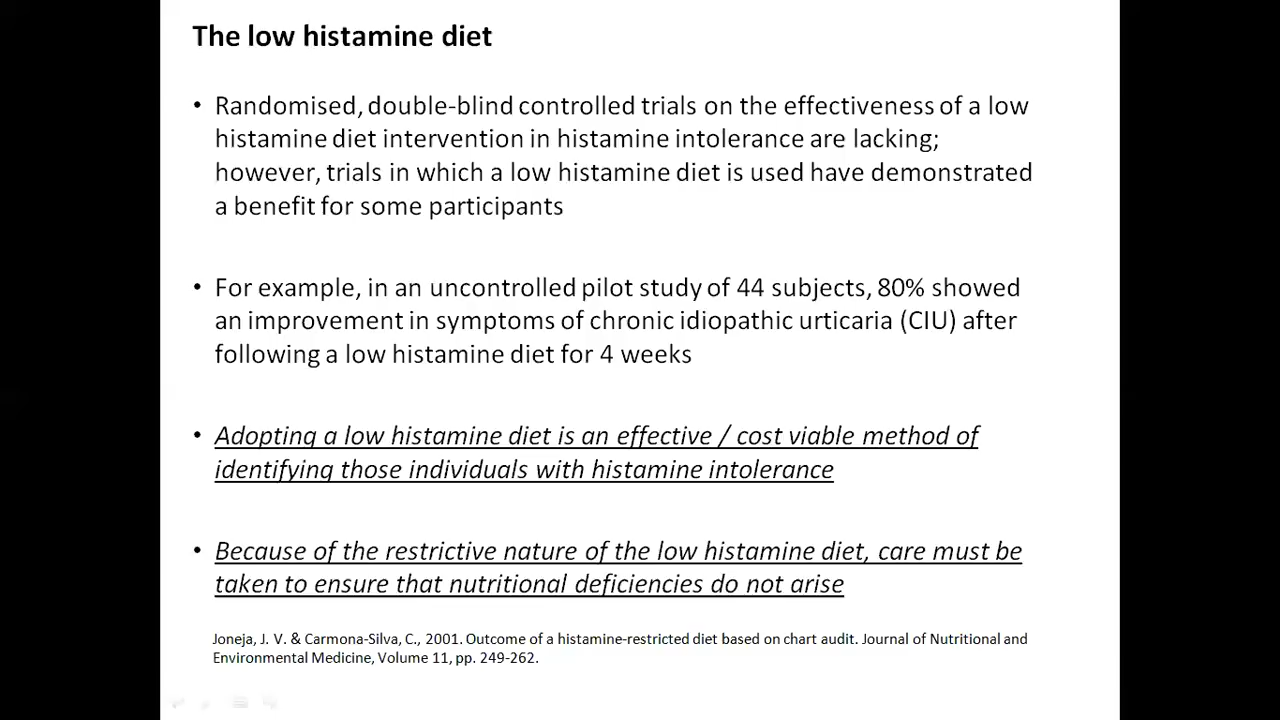 The low histamine diet
• Randomised, double-blind controlled trials on the effectiveness of a low
histamine diet intervention in histamine intolerance are lacking;
however, trials in which a low histamine diet is used have demonstrated
a benefit for some participants
• For example, in an uncontrolled pilot study of 44 subjects, 80% showed
an improvement in symptoms of chronic idiopathic urticaria (CIU) after
following a low histamine diet for 4 weeks
• Adopting a low histamine diet is an effective / cost viable method of
identifying those individuals with histamine intolerance
• Because of the restrictive nature of the low histamine diet, care must be
taken to ensure that nutritional deficiencies do not arise
Joneja, J. V. & Carmona-Silva, C., 2001. Outcome of a histamine-restricted diet based on chart audit. Journal of Nutritional and
Environmental Medicine, Volume 11, pp. 249-262.